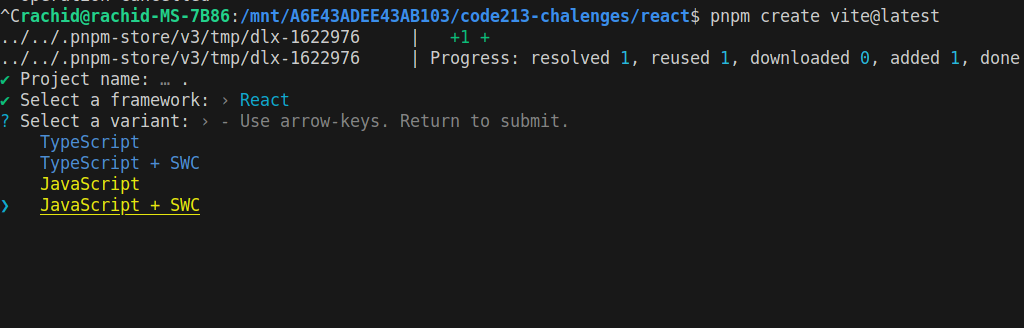 operation cancelled
^Crachid@rachid-MS-7B86:/mnt/A6E43ADEE43AB103/code213-chalenges/react$ pnpm create vite@latest
../../.pnpm-store/v3/tmp/dlx-1622976     |   +1 +
../../.pnpm-store/v3/tmp/dlx-1622976     | Progress: resolved 1, reused 1, downloaded 0, added 1, done
✔ Project name: … .
✔ Select a framework: › React
? Select a variant: › - Use arrow-keys. Return to submit.
    TypeScript
    TypeScript + SWC
    JavaScript
❯   JavaScript + SWC